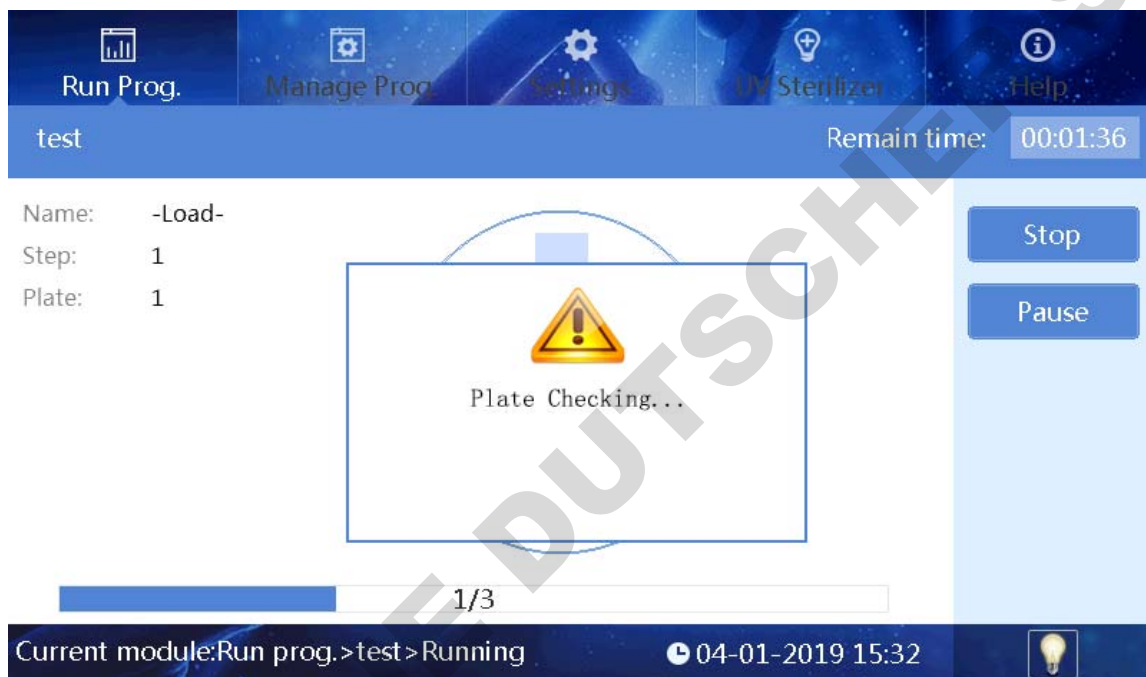 Run Prog.
Manage Prog.
Settings
UV Sterilizer
Help
test
Remain time: 00:01:36
Name: -Load-
Step: 1
Plate: 1
Stop
Pause
Plate Checking...
1/3
Current module:Run prog.>test>Running
04-01-2019 15:32
E DUTSCHER S